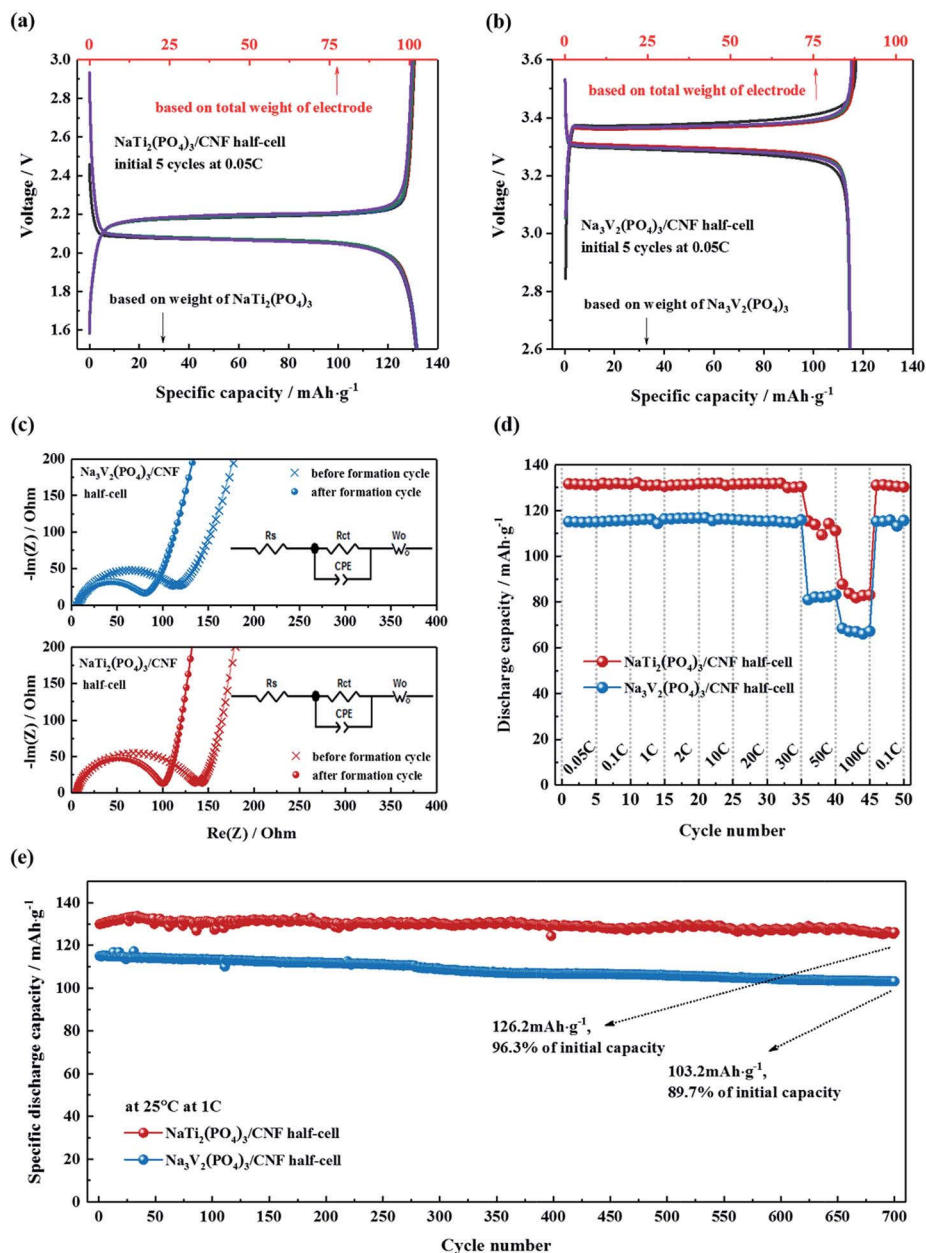 (a)
0 25 50 75 100
based on total weight of electrode
NaTi₂(PO₄)₃/CNF half-cell
initial 5 cycles at 0.05C
based on weight of NaTi₂(PO₄)₃
3.0
2.8
2.6
2.4
2.2
2.0
1.8
1.6
Voltage / V
0 20 40 60 80 100 120 140
Specific capacity / mAh·g⁻¹
(b)
0 25 50 75 100
based on total weight of electrode
Na₃V₂(PO₄)₃/CNF half-cell
initial 5 cycles at 0.05C
based on weight of Na₃V₂(PO₄)₃
3.6
3.4
3.2
3.0
2.8
2.6
Voltage / V
0 20 40 60 80 100 120 140
Specific capacity / mAh·g⁻¹
(c)
Na₃V₂(PO₄)₃/CNF
half-cell
before formation cycle
after formation cycle
Rs Rct Wo
CPE
200
150
100
50
0
-Im(Z) / Ohm
0 50 100 150 200 250 300 350 400
NaTi₂(PO₄)₃/CNF
half-cell
Rs Rct Wo
CPE
before formation cycle
after formation cycle
200
150
100
50
0
-Im(Z) / Ohm
0 50 100 150 200 250 300 350 400
Re(Z) / Ohm
(d)
140
120
100
80
60
40
20
0
Discharge capacity / mAh·g⁻¹
NaTi₂(PO₄)₃/CNF half-cell
Na₃V₂(PO₄)₃/CNF half-cell
0.05C 0.1C 1C 2C 10C 20C 30C 50C 100C 0.1C
0 5 10 15 20 25 30 35 40 45 50
Cycle number
(e)
140
120
100
80
60
40
20
0
Specific discharge capacity / mAh·g⁻¹
126.2mAh·g⁻¹,
96.3% of initial capacity
103.2mAh·g⁻¹,
89.7% of initial capacity
at 25°C at 1C
NaTi₂(PO₄)₃/CNF half-cell
Na₃V₂(PO₄)₃/CNF half-cell
0 50 100 150 200 250 300 350 400 450 500 550 600 650 700
Cycle number